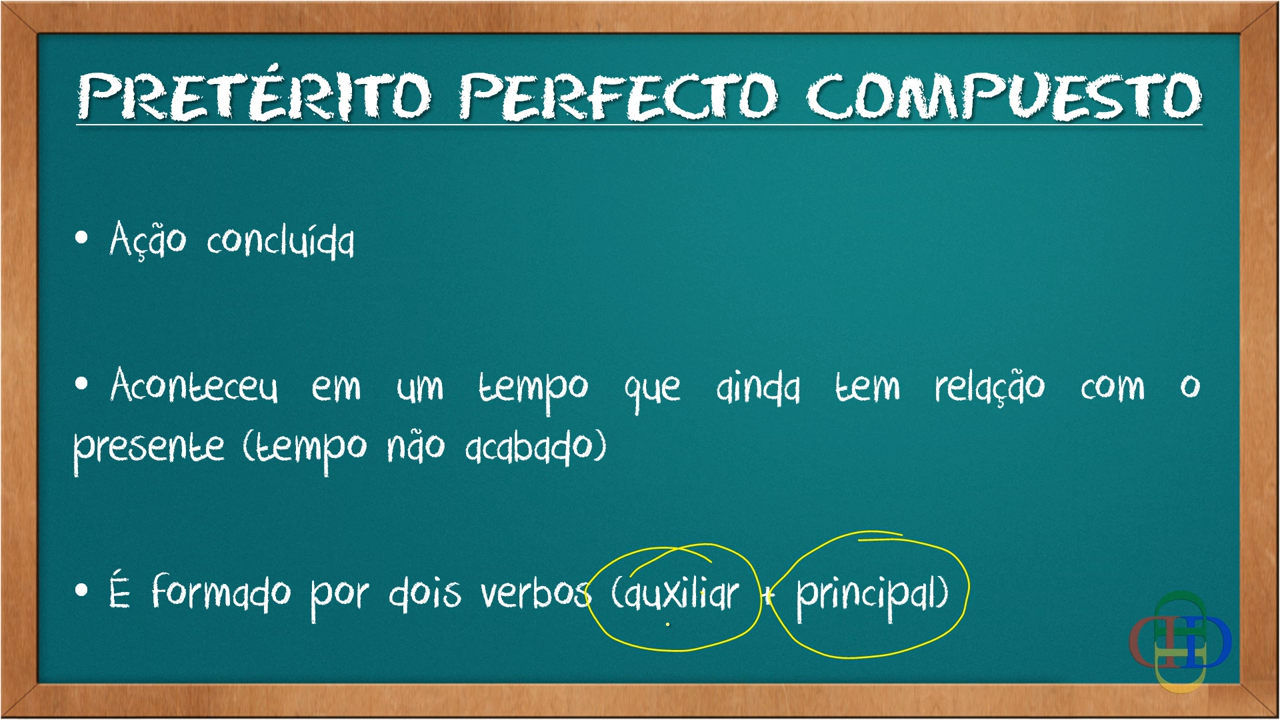 PRETÉRITO PERFECTO COMPUESTO
• Ação concluída
• Aconteceu em um tempo que ainda tem relação com o
presente (tempo não acabado)
• É formado por dois verbos (auxiliar + principal)